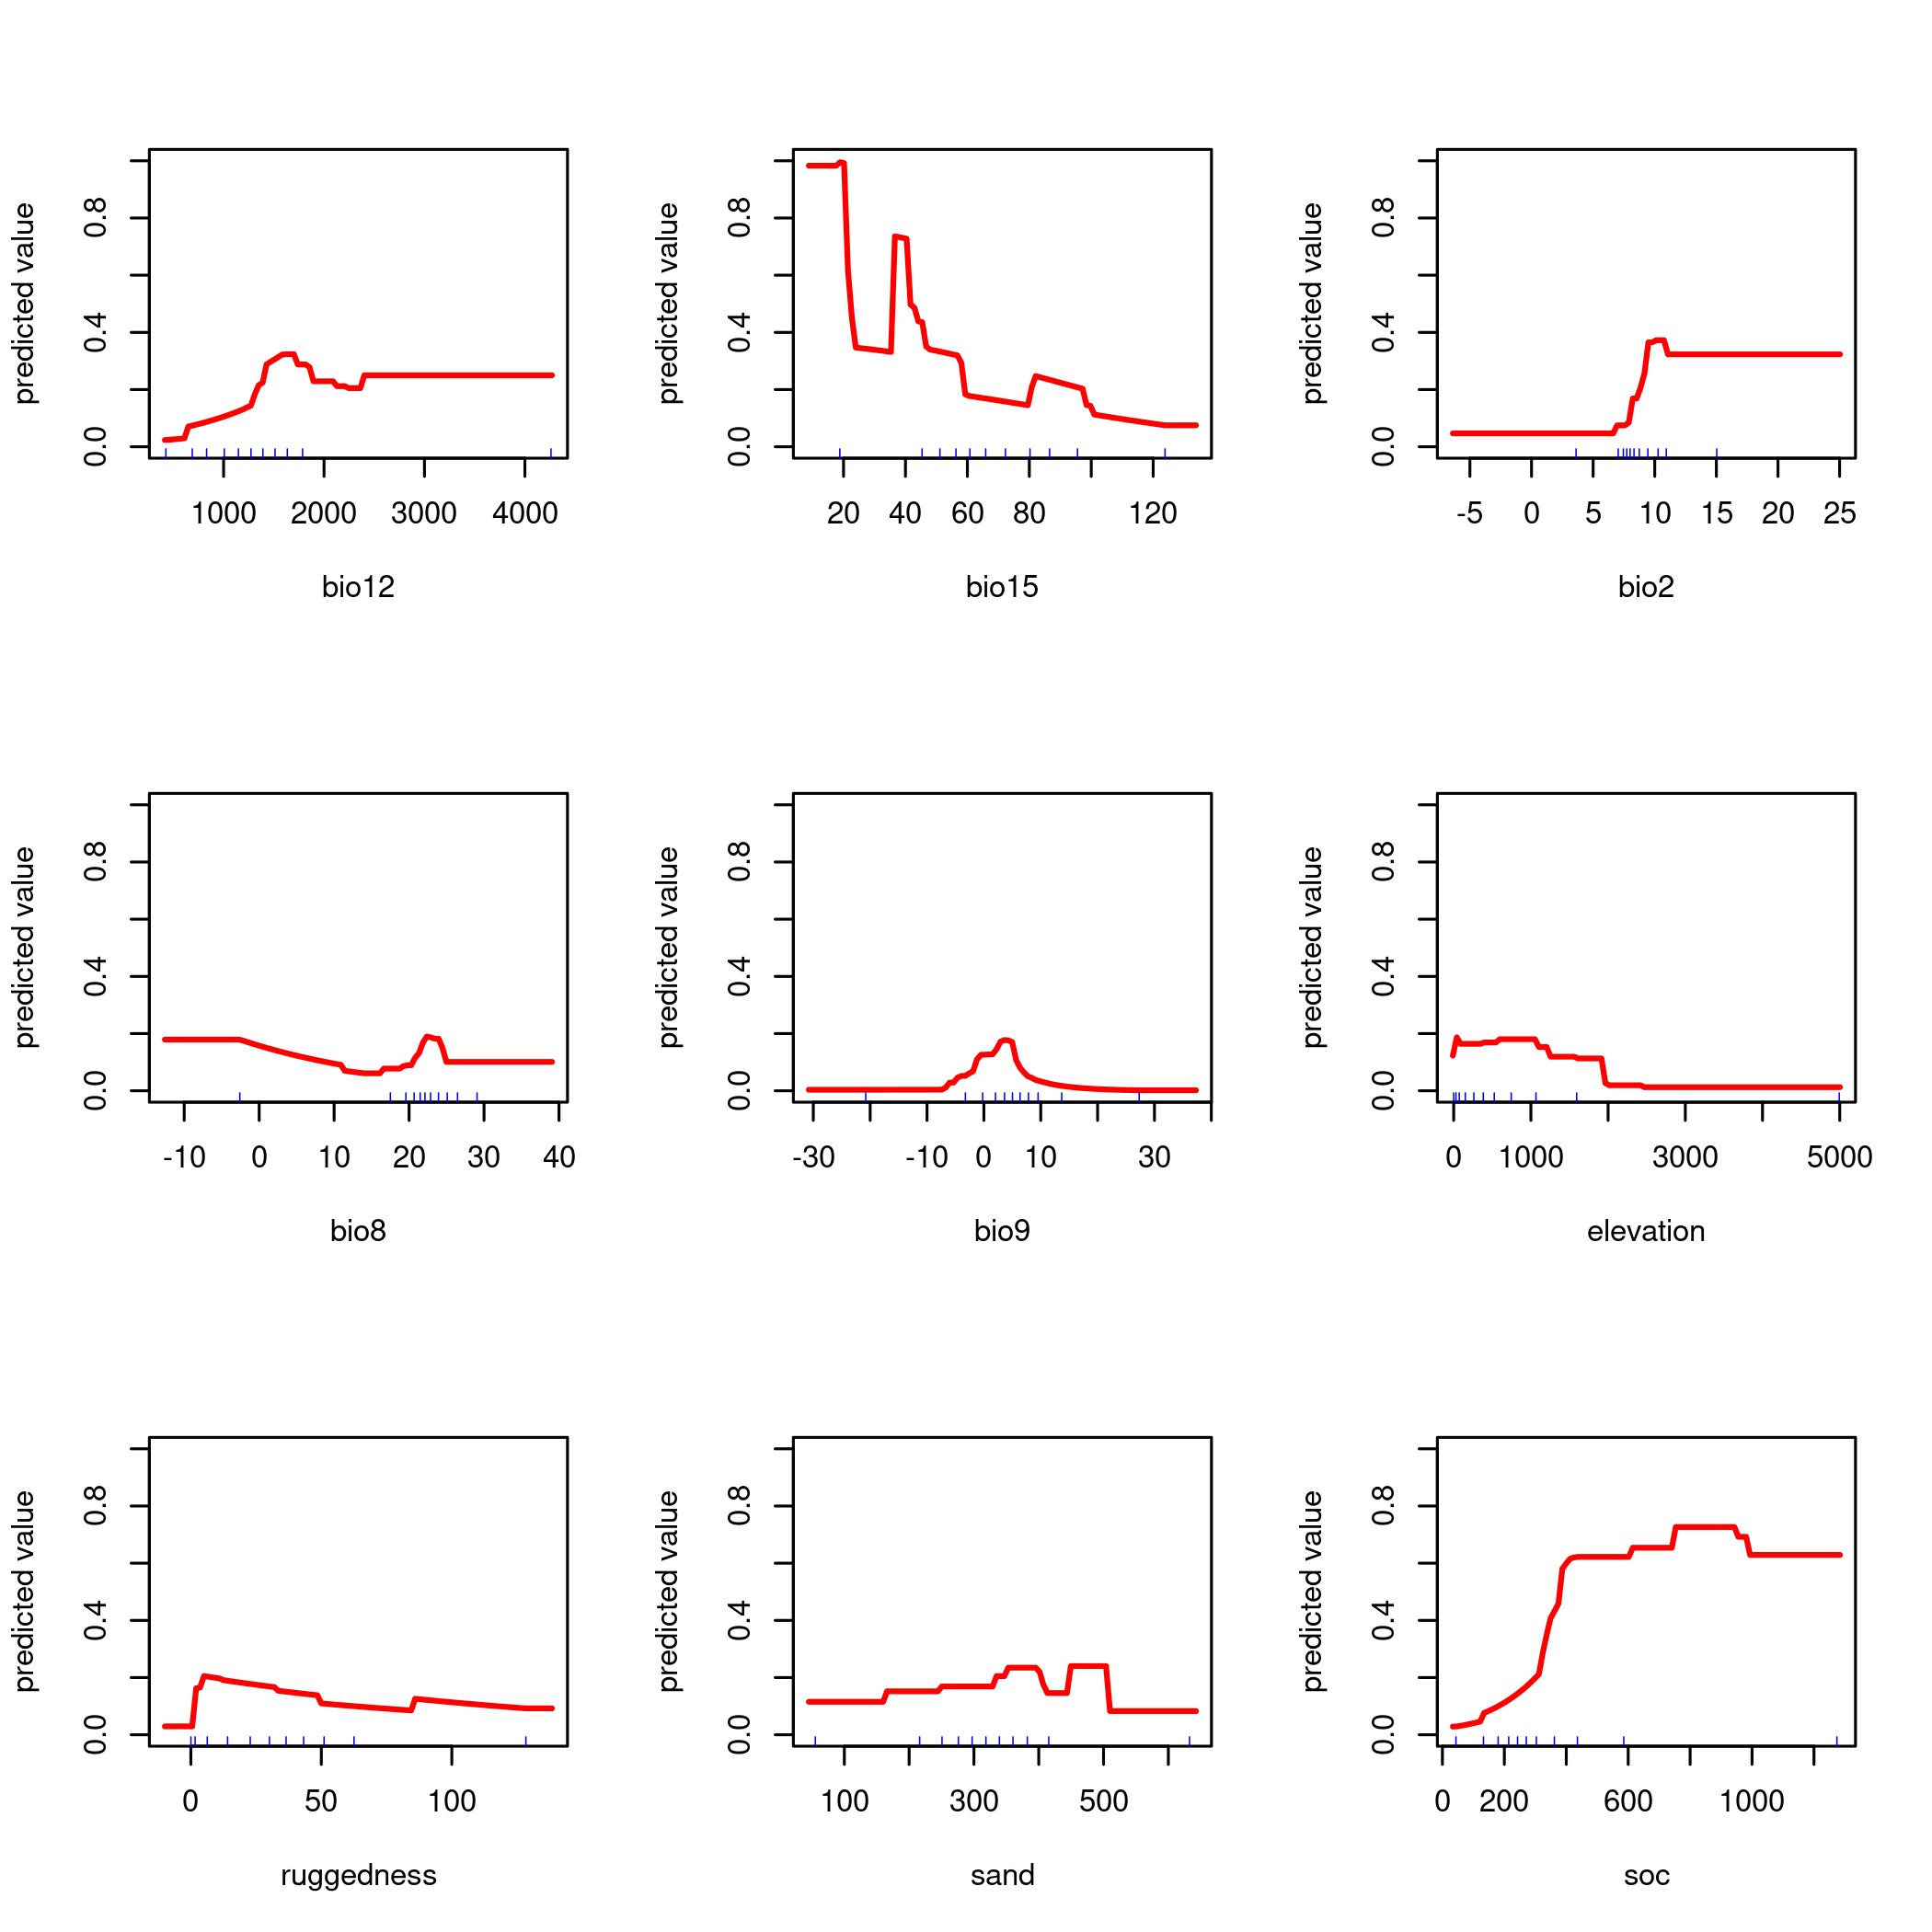 predicted value
0.0 0.4 0.8
1000 2000 3000 4000
bio12
predicted value
0.0 0.4 0.8
20 40 60 80 120
bio15
predicted value
0.0 0.4 0.8
-5 0 5 10 15 20 25
bio2
predicted value
0.0 0.4 0.8
-10 0 10 20 30 40
bio8
predicted value
0.0 0.4 0.8
-30 -10 0 10 30
bio9
predicted value
0.0 0.4 0.8
0 1000 3000 5000
elevation
predicted value
0.0 0.4 0.8
0 50 100
ruggedness
predicted value
0.0 0.4 0.8
100 300 500
sand
predicted value
0.0 0.4 0.8
0 200 600 1000
soc